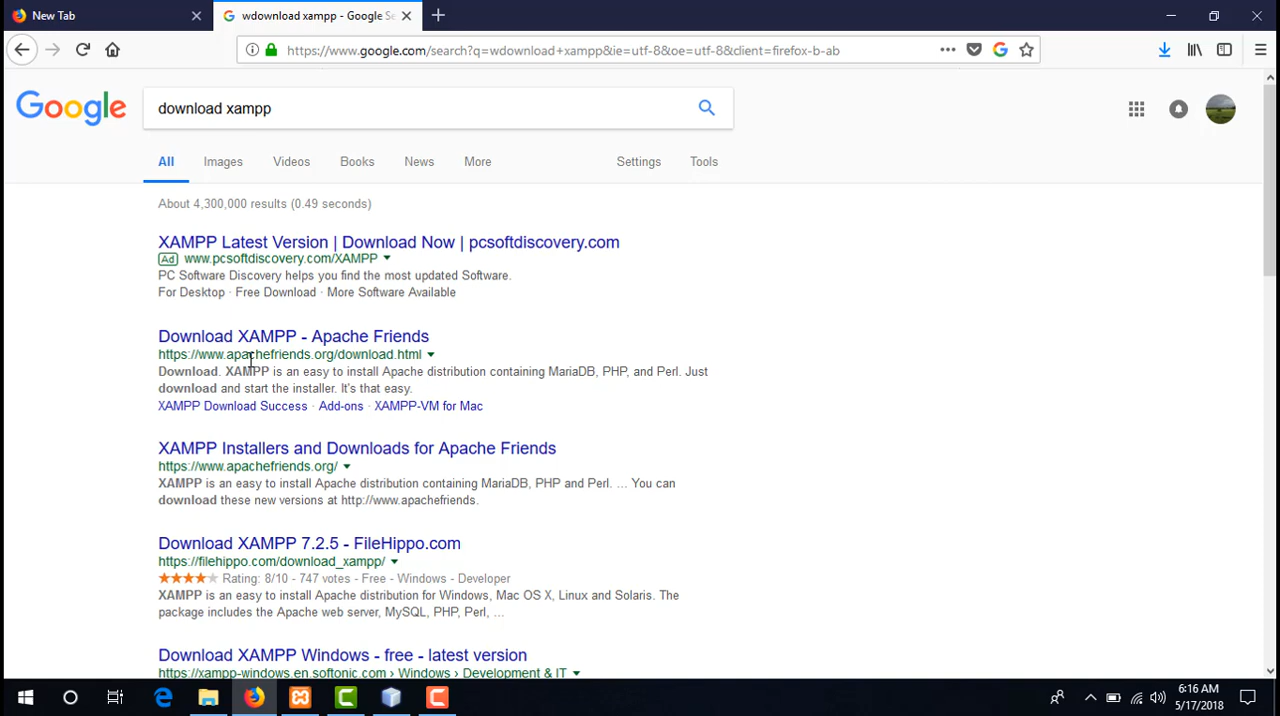 New Tab
wdownload xampp - Google Se
https://www.google.com/search?q=wdownload+xampp&ie=utf-8&oe=utf-8&client=firefox-b-ab
Google
download xampp
All Images Videos Books News More Settings Tools
About 4,300,000 results (0.49 seconds)
XAMPP Latest Version | Download Now | pcsoftdiscovery.com
Ad www.pcsoftdiscovery.com/XAMPP
PC Software Discovery helps you find the most updated Software.
For Desktop · Free Download · More Software Available
Download XAMPP - Apache Friends
https://www.apachefriends.org/download.html
Download. XAMPP is an easy to install Apache distribution containing MariaDB, PHP, and Perl. Just
download and start the installer. It's that easy.
XAMPP Download Success · Add-ons · XAMPP-VM for Mac
XAMPP Installers and Downloads for Apache Friends
https://www.apachefriends.org/
XAMPP is an easy to install Apache distribution containing MariaDB, PHP and Perl. ... You can
download these new versions at http://www.apachefriends.
Download XAMPP 7.2.5 - FileHippo.com
https://filehippo.com/download_xampp/
Rating: 8/10 - 747 votes - Free - Windows - Developer
XAMPP is an easy to install Apache distribution for Windows, Mac OS X, Linux and Solaris. The
package includes the Apache web server, MySQL, PHP, Perl, ...
Download XAMPP Windows - free - latest version
https://xampp-windows.en.softonic.com › Windows › Development & IT
6:16 AM
5/17/2018